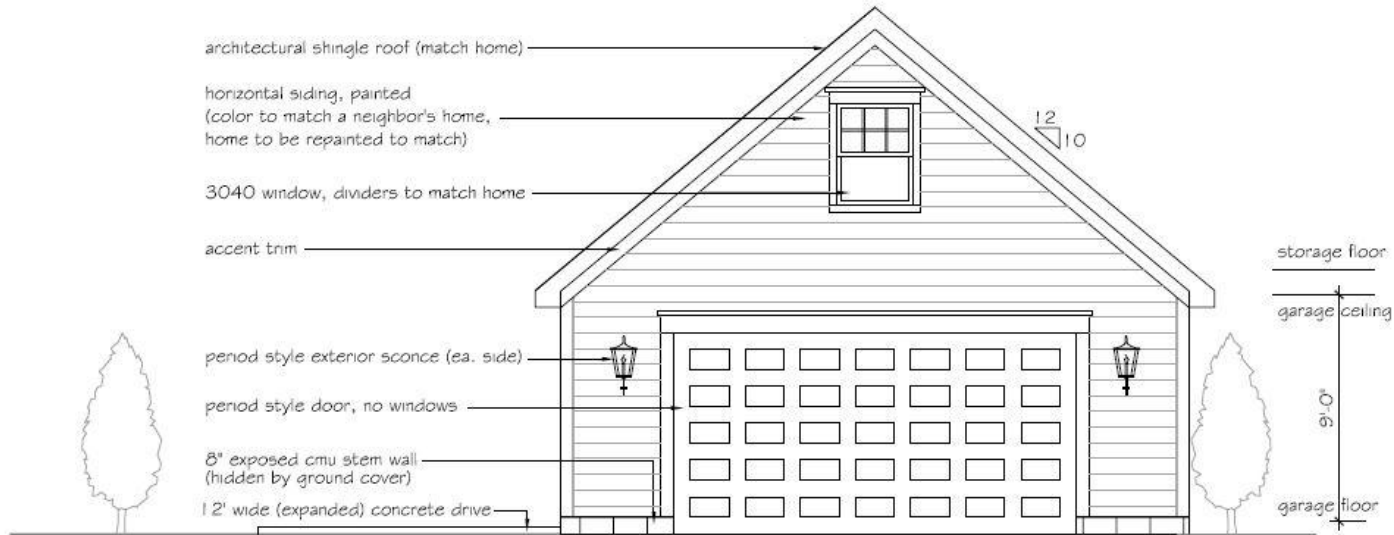 architectural shingle roof (match home)
horizontal siding, painted
(color to match a neighbor's home,
home to be repainted to match)
12
10
3040 window, dividers to match home
accent trim
storage floor
garage ceiling
period style exterior sconce (ea. side)
period style door, no windows
9'-0"
8" exposed cmu stem wall
(hidden by ground cover)
12' wide (expanded) concrete drive
garage floor